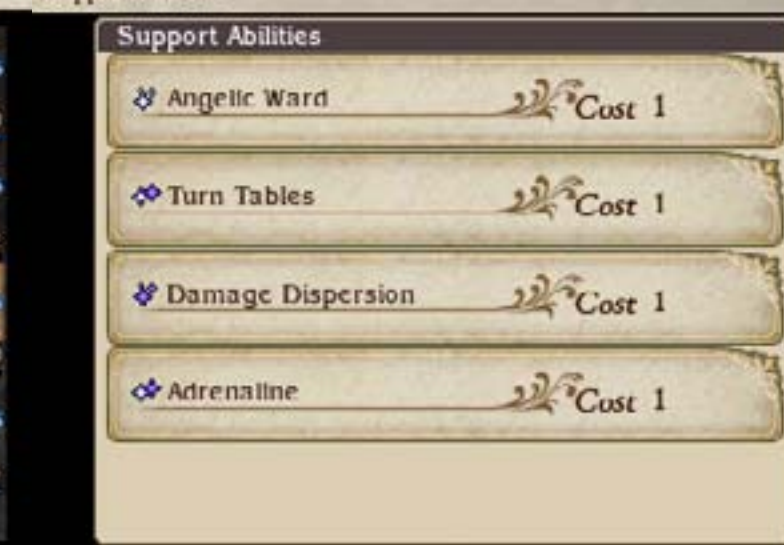 Support Abilities
Angelic Ward Cost 1
Turn Tables Cost 1
Damage Dispersion Cost 1
Adrenaline Cost 1